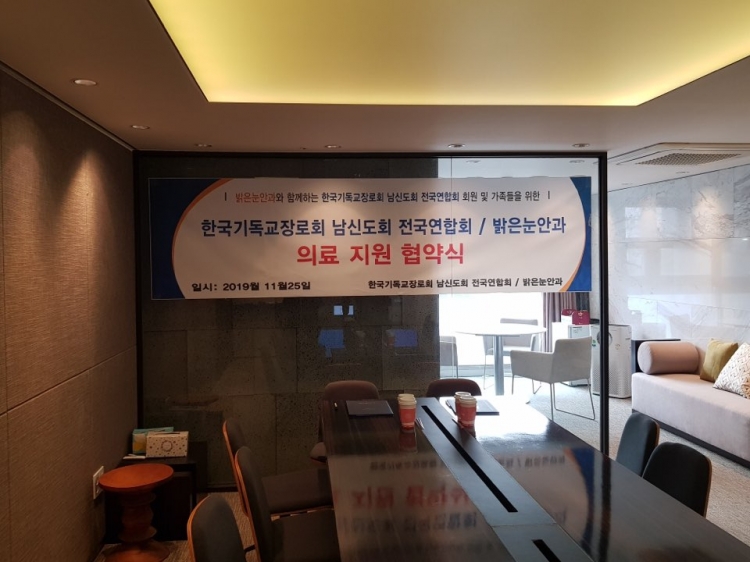 | 밝은눈안과와 함께하는 한국기독교장로회 남신도회 전국연합회 회원 및 가족들을 위한 |
한국기독교장로회 남신도회 전국연합회 / 밝은눈안과
의료 지원 협약식
일시: 2019월 11월25일 한국기독교장로회 남신도회 전국연합회 / 밝은눈안과